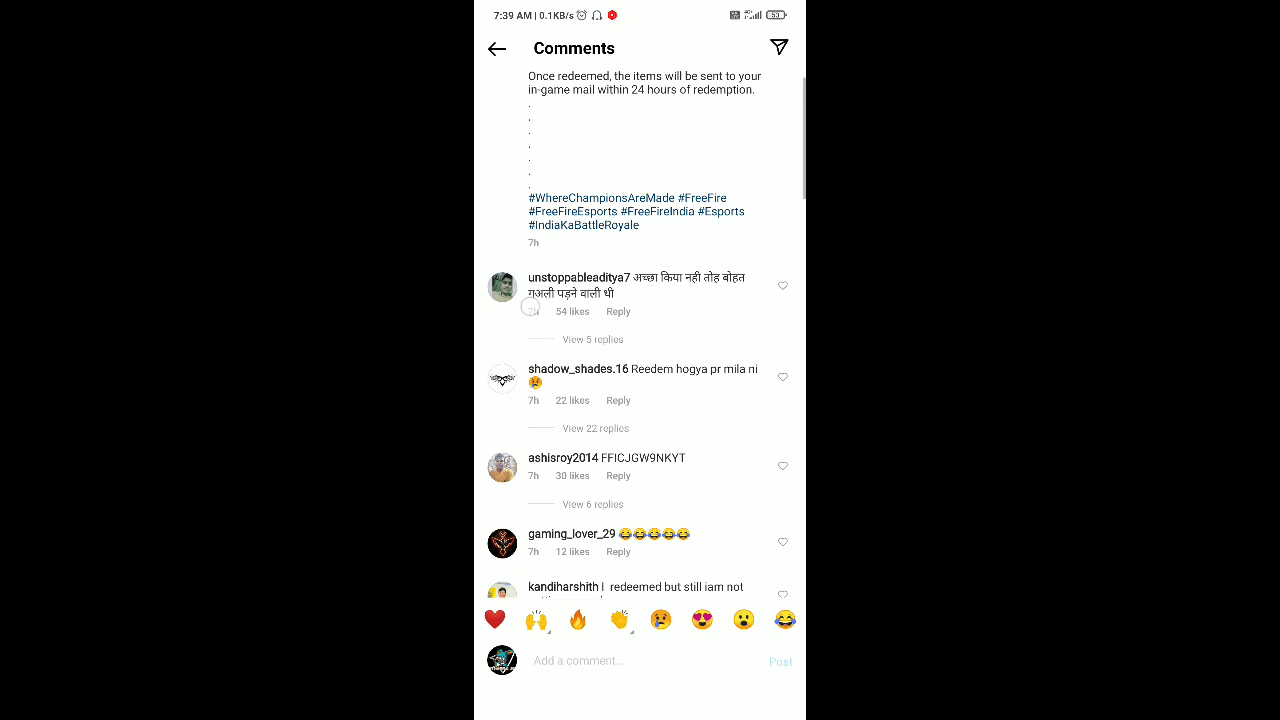 7:39 AM | 0.1KB/s
4G+
53
Comments
Once redeemed, the items will be sent to your
in-game mail within 24 hours of redemption.
.
.
.
.
.
.
.
#WhereChampionsAreMade #FreeFire
#FreeFireEsports #FreeFireIndia #Esports
#IndiaKaBattleRoyale
7h
unstoppableaditya7 अच्छा किया नही तोह बोहत
गअली पड़ने वाली थी
7h 54 likes Reply
View 5 replies
shadow_shades.16 Reedem hogya pr mila ni
😢
7h 22 likes Reply
View 22 replies
ashisroy2014 FFICJGW9NKYT
7h 30 likes Reply
View 6 replies
gaming_lover_29 😂😂😂😂😂
7h 12 likes Reply
kandiharshith I redeemed but still iam not
Add a comment...
Post